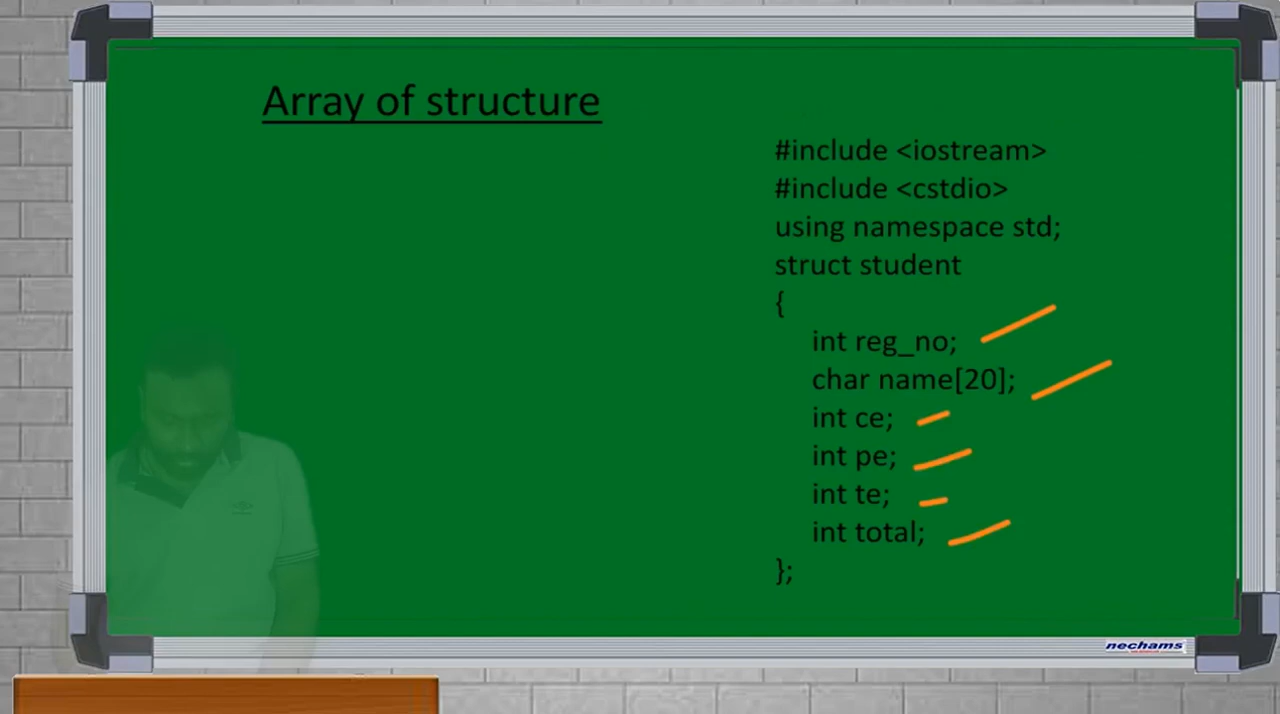 Array of structure
#include <iostream>
#include <cstdio>
using namespace std;
struct student
{
int reg_no;
char name[20];
int ce;
int pe;
int te;
int total;
};
nechams